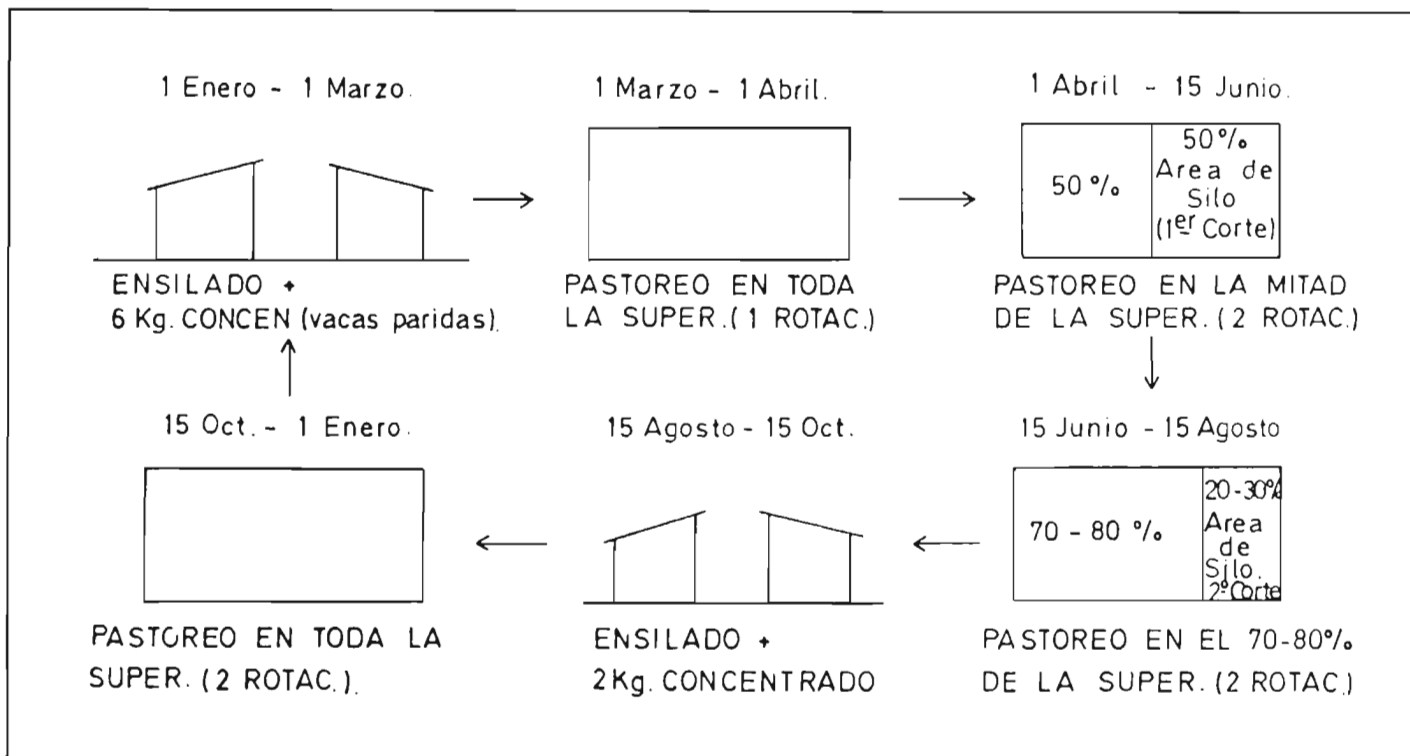 1 Enero - 1 Marzo.
ENSILADO +
6 Kg. CONCEN (vacas paridas).
1 Marzo - 1 Abril.
PASTOREO EN TODA
LA SUPER. (1 ROTAC.)
1 Abril - 15 Junio.
50 %
50 %
Area de
Silo
(1er Corte)
PASTOREO EN LA MITAD
DE LA SUPER. (2 ROTAC.)
15 Junio - 15 Agosto
70 - 80 %
20-30%
Area
de
Silo.
2º Corte
PASTOREO EN EL 70-80%
DE LA SUPER. (2 ROTAC.)
15 Agosto - 15 Oct.
ENSILADO +
2 Kg. CONCENTRADO
15 Oct. - 1 Enero.
PASTOREO EN TODA LA
SUPER. (2 ROTAC.).